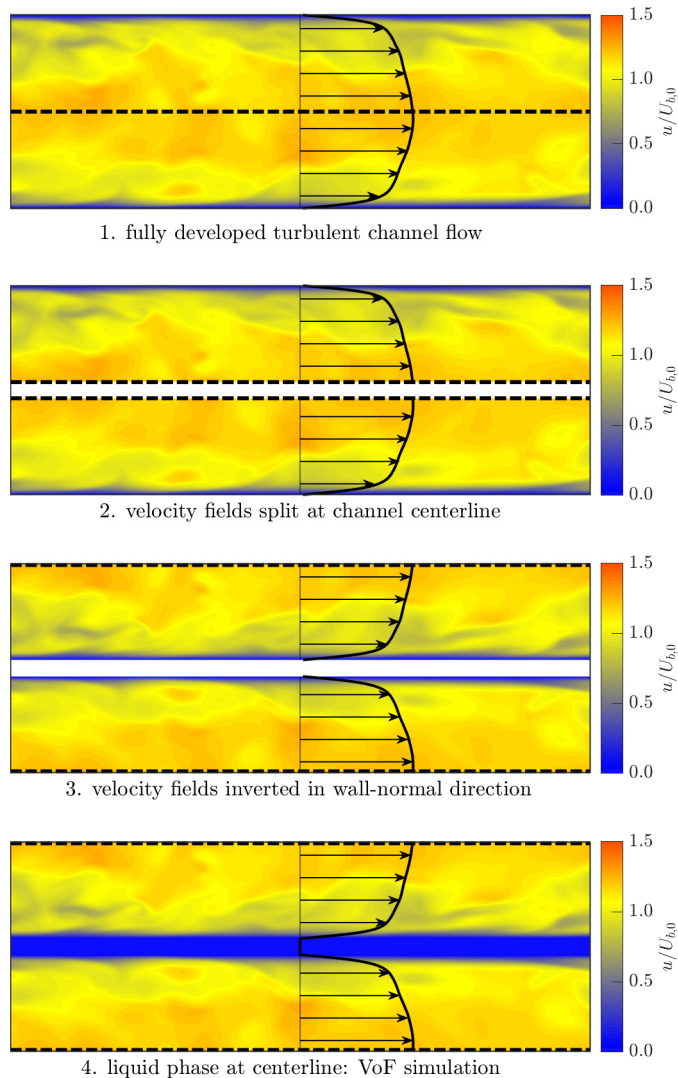 1.5
1.0
0.5
0.0
u/U_{b,0}
1. fully developed turbulent channel flow
1.5
1.0
0.5
0.0
u/U_{b,0}
2. velocity fields split at channel centerline
1.5
1.0
0.5
0.0
u/U_{b,0}
3. velocity fields inverted in wall-normal direction
1.5
1.0
0.5
0.0
u/U_{b,0}
4. liquid phase at centerline: VoF simulation